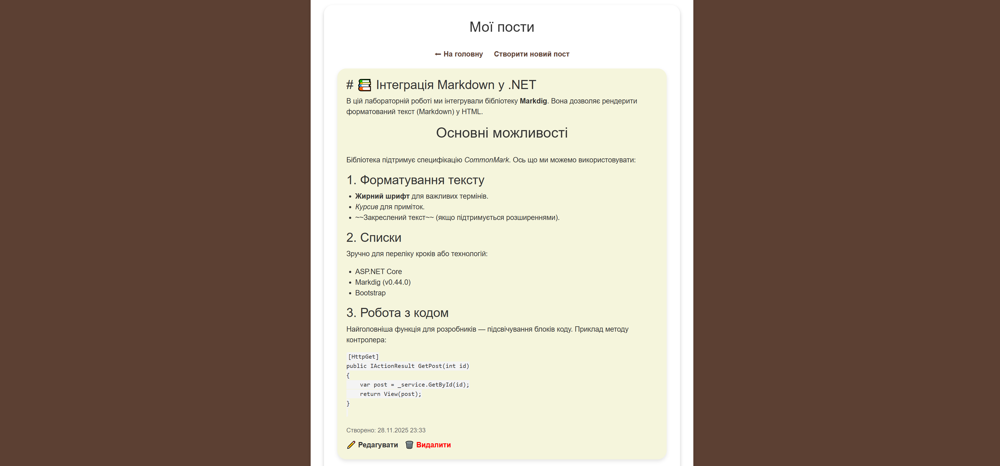 Мої пости
← На головну Створити новий пост
# 📚 Інтеграція Markdown у .NET
В цій лабораторній роботі ми інтегрували бібліотеку Markdig. Вона дозволяє рендерити
форматований текст (Markdown) у HTML.
Основні можливості
Бібліотека підтримує специфікацію CommonMark. Ось що ми можемо використовувати:
1. Форматування тексту
• Жирний шрифт для важливих термінів.
• Курсив для приміток.
• ~~Закреслений текст~~ (якщо підтримується розширеннями).
2. Списки
Зручно для переліку кроків або технологій:
• ASP.NET Core
• Markdig (v0.44.0)
• Bootstrap
3. Робота з кодом
Найголовніша функція для розробників — підсвічування блоків коду. Приклад методу
контролера:
[HttpGet]
public IActionResult GetPost(int id)
{
    var post = _service.GetById(id);
    return View(post);
}
Створено: 28.11.2025 23:33
✏️ Редагувати 🗑️ Видалити